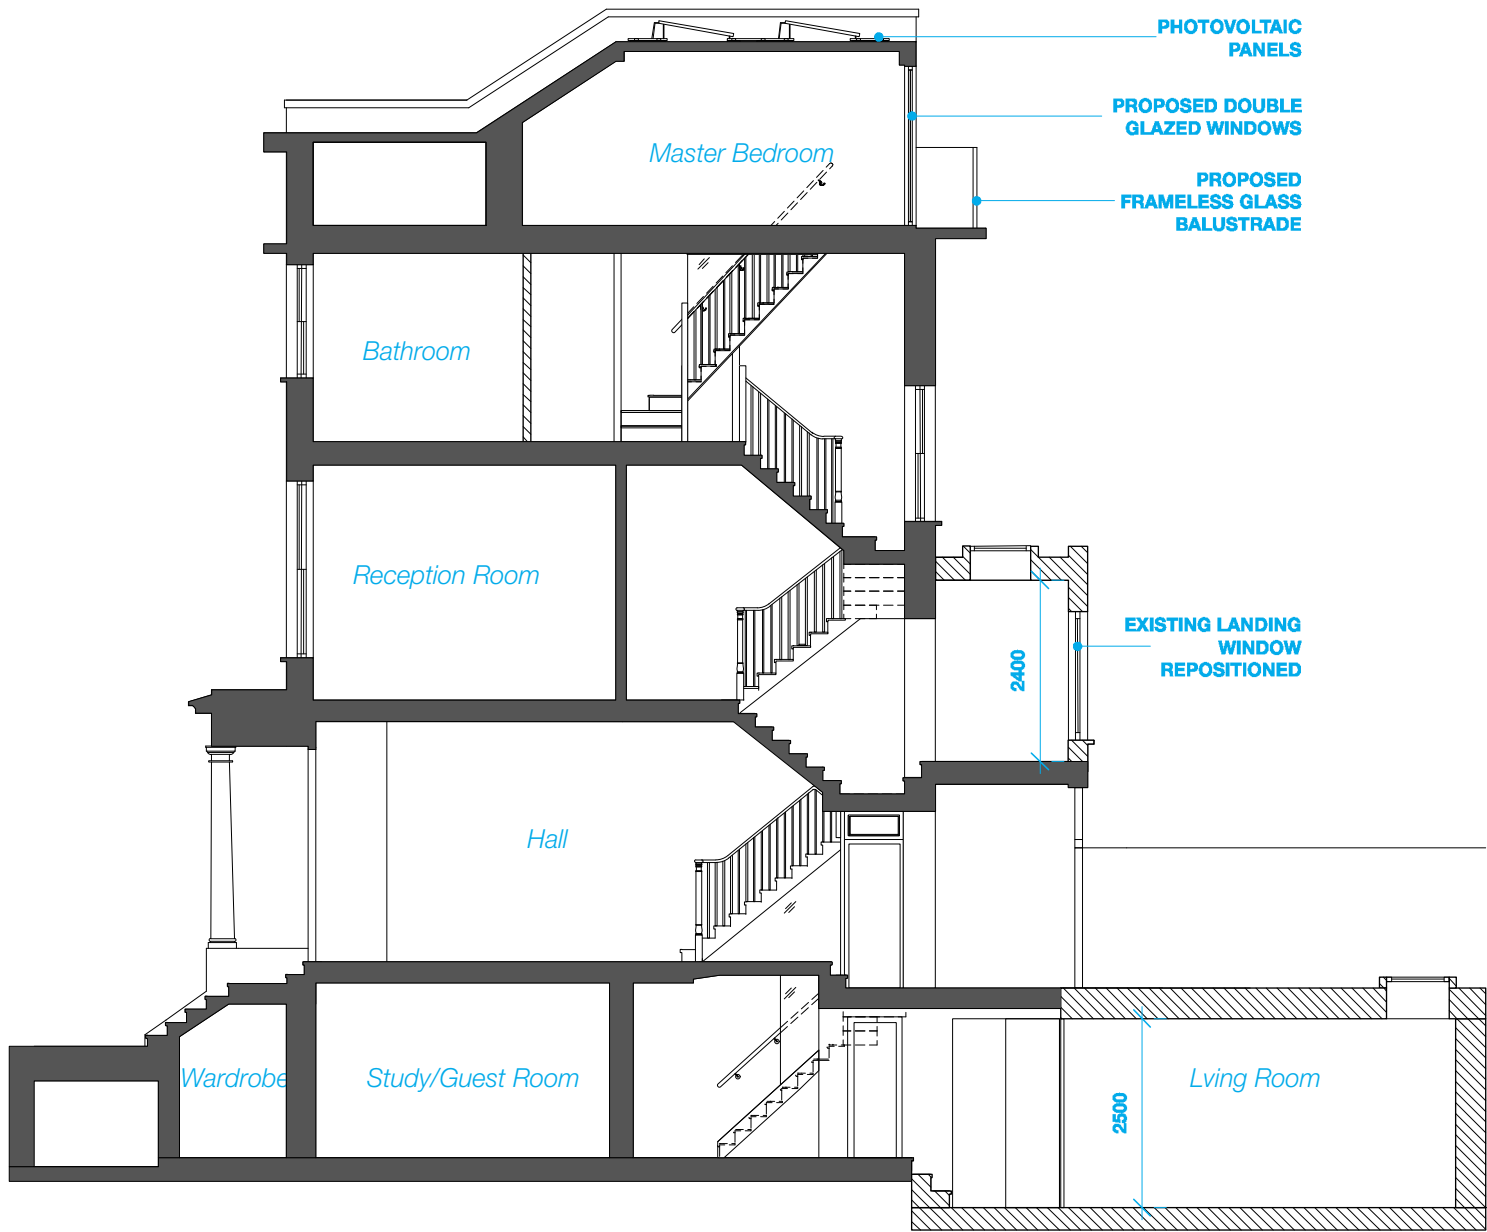 PHOTOVOLTAIC
PANELS
PROPOSED DOUBLE
GLAZED WINDOWS
Master Bedroom
PROPOSED
FRAMELESS GLASS
BALUSTRADE
Bathroom
Reception Room
EXISTING LANDING
WINDOW
REPOSITIONED
2400
Hall
Wardrobe
Study/Guest Room
Lving Room
2500